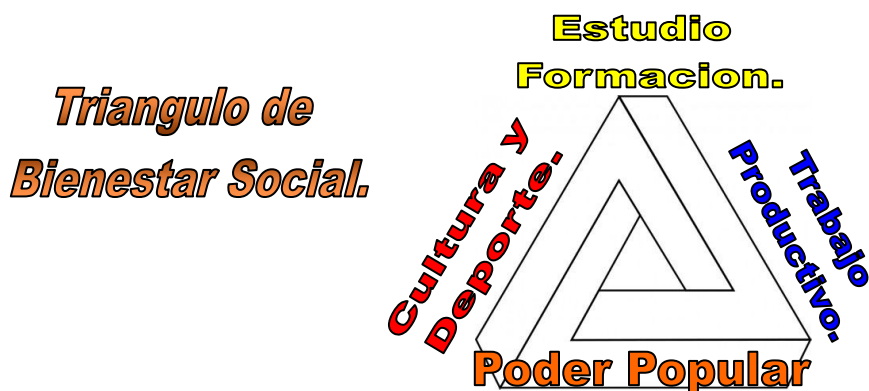 Triangulo de
Bienestar Social.
Estudio
Formacion.
Cultura y
Deporte.
Trabajo
Productivo.
Poder Popular